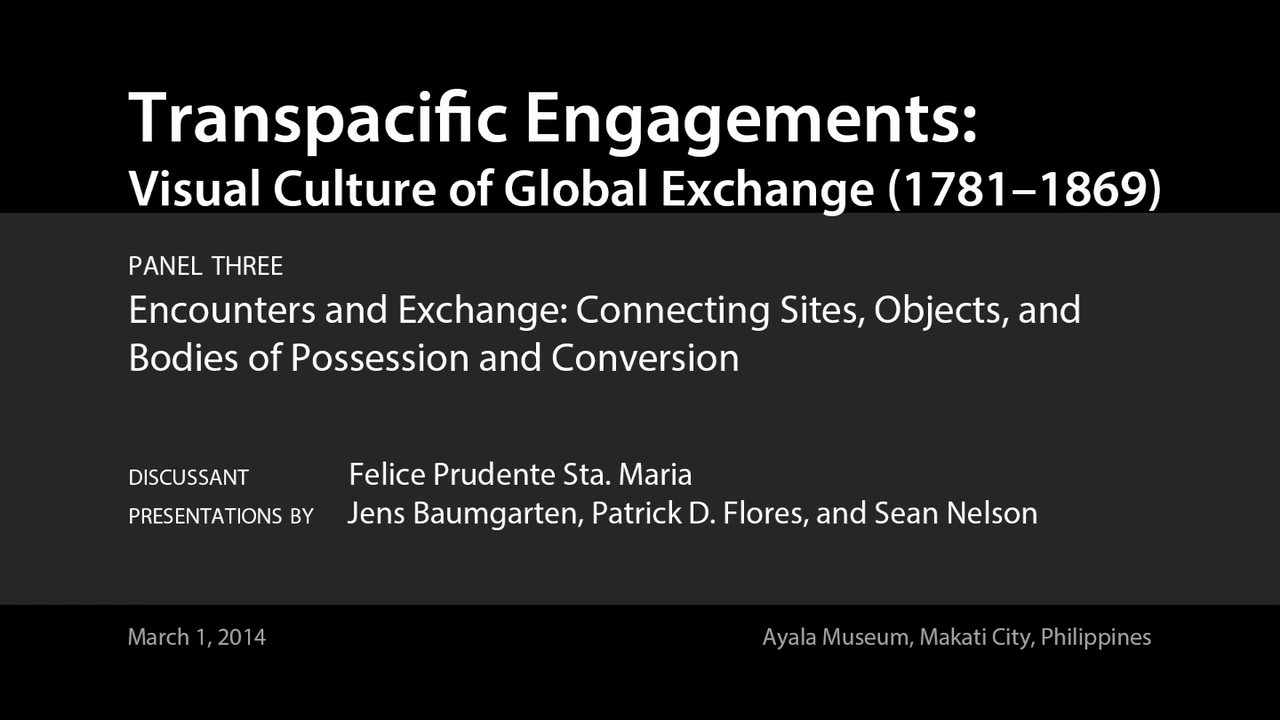 Transpacific Engagements:
Visual Culture of Global Exchange (1781–1869)
PANEL THREE
Encounters and Exchange: Connecting Sites, Objects, and
Bodies of Possession and Conversion
DISCUSSANT Felice Prudente Sta. Maria
PRESENTATIONS BY Jens Baumgarten, Patrick D. Flores, and Sean Nelson
March 1, 2014 Ayala Museum, Makati City, Philippines